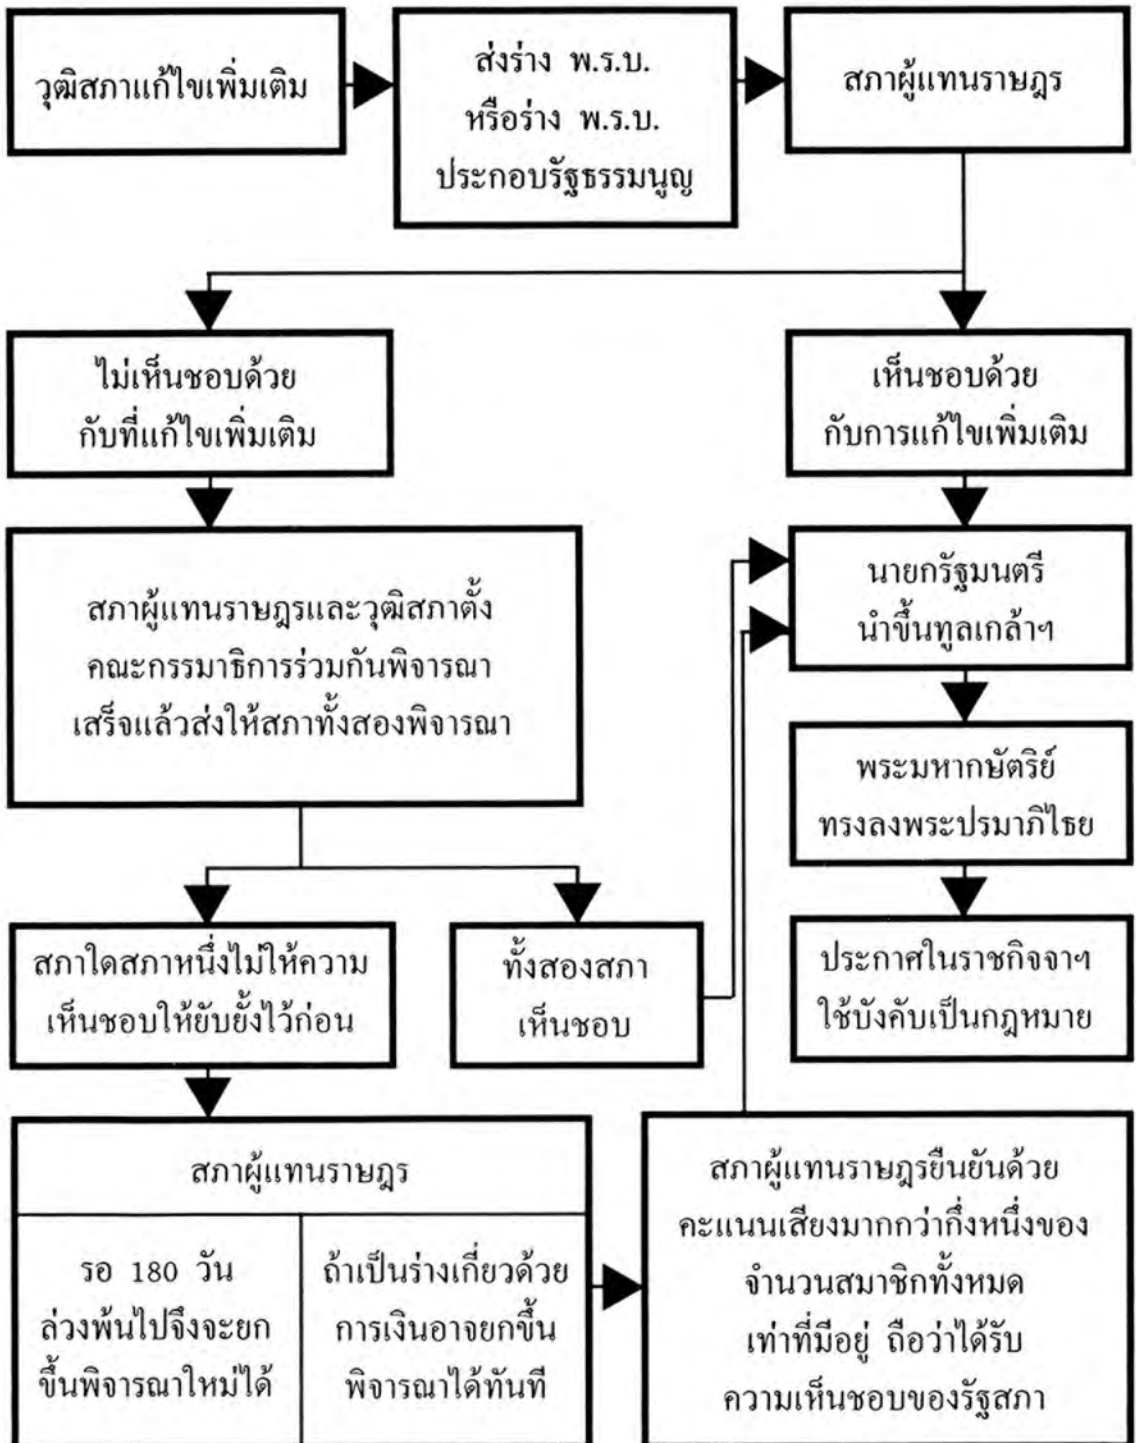 วุฒิสภาแก้ไขเพิ่มเติม
ส่งร่าง พ.ร.บ.
หรือร่าง พ.ร.บ.
ประกอบรัฐธรรมนูญ
สภาผู้แทนราษฎร
ไม่เห็นชอบด้วย
กับที่แก้ไขเพิ่มเติม
เห็นชอบด้วย
กับการแก้ไขเพิ่มเติม
สภาผู้แทนราษฎรและวุฒิสภาตั้ง
คณะกรรมาธิการร่วมกันพิจารณา
เสร็จแล้วส่งให้สภาทั้งสองพิจารณา
นายกรัฐมนตรี
นำขึ้นทูลเกล้าฯ
พระมหากษัตริย์
ทรงลงพระปรมาภิไธย
สภาใดสภาหนึ่งไม่ให้ความ
เห็นชอบให้ยับยั้งไว้ก่อน
ทั้งสองสภา
เห็นชอบ
ประกาศในราชกิจจาฯ
ใช้บังคับเป็นกฎหมาย
สภาผู้แทนราษฎร
รอ 180 วัน
ล่วงพ้นไปจึงจะยก
ขึ้นพิจารณาใหม่ได้
ถ้าเป็นร่างเกี่ยวด้วย
การเงินอาจยกขึ้น
พิจารณาได้ทันที
สภาผู้แทนราษฎรยืนยันด้วย
คะแนนเสียงมากกว่ากึ่งหนึ่งของ
จำนวนสมาชิกทั้งหมด
เท่าที่มีอยู่ ถือว่าได้รับ
ความเห็นชอบของรัฐสภา